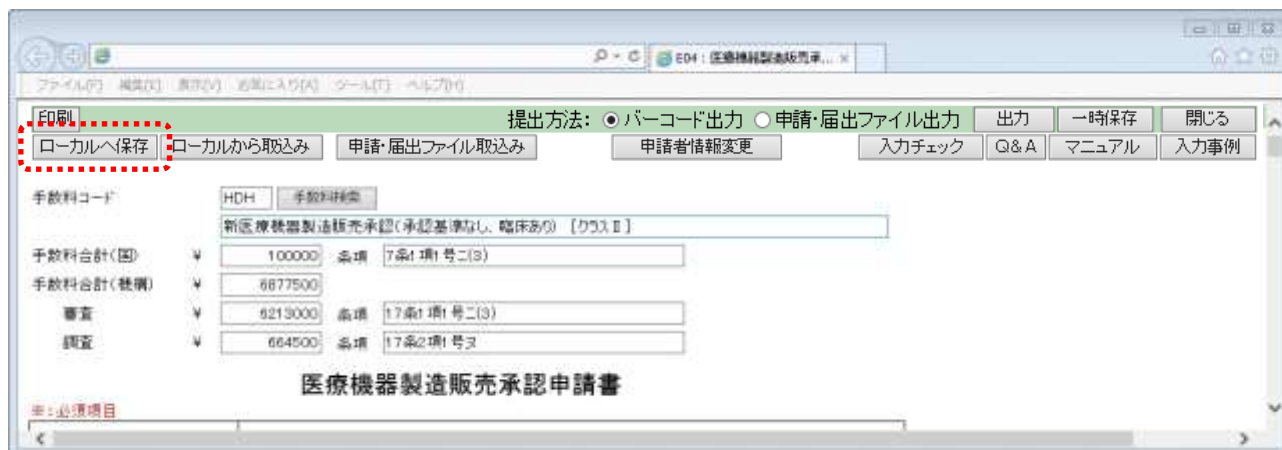 E04：医療機器製造販売承... ×
ファイル(F) 編集(E) 表示(V) お気に入り(A) ツール(T) ヘルプ(H)
印刷 提出方法： バーコード出力 申請・届出ファイル出力 出力 一時保存 閉じる
ローカルへ保存 ローカルから取込み 申請・届出ファイル取込み 申請者情報変更 入力チェック Q&A マニュアル 入力事例
手数料コード HDH 手数料検索
新医療機器製造販売承認(承認基準なし、臨床あり) [クラスⅡ]
手数料合計(国) ￥ 100000 条項 7条1項1号ニ(3)
手数料合計(機構) ￥ 6877500
審査 ￥ 6213000 条項 17条1項1号ニ(3)
調査 ￥ 664500 条項 17条2項1号ヌ
医療機器製造販売承認申請書
※：必須項目